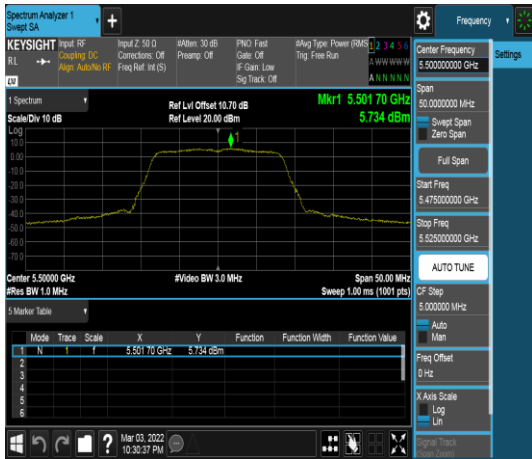 Spectrum Analyzer 1
Swept SA
+
Frequency
KEYSIGHT
RL
Input: RF
Coupling: DC
Align: Auto/No RF
Input Z: 50 Ω
Corrections: Off
Freq Ref: Int (S)
#Atten: 30 dB
Preamp: Off
PNO: Fast
Gate: Off
IF Gain: Low
Sig Track: Off
#Avg Type: Power (RMS)
Trig: Free Run
1 2 3 4 5 6
A W W W W W
A N N N N N
Center Frequency
5.500000000 GHz
Settings
Span
50.0000000 MHz
Swept Span
Zero Span
Full Span
Start Freq
5.475000000 GHz
Stop Freq
5.525000000 GHz
AUTO TUNE
CF Step
5.000000 MHz
Auto
Man
Freq Offset
0 Hz
X Axis Scale
Log
Lin
Signal Track
(Span Zoom)
1 Spectrum
Scale/Div 10 dB
Ref Lvl Offset 10.70 dB
Ref Level 20.00 dBm
Mkr1 5.501 70 GHz
5.734 dBm
Log
10.0
0.00
-10.0
-20.0
-30.0
-40.0
-50.0
-60.0
-70.0
1
Center 5.50000 GHz
#Res BW 1.0 MHz
#Video BW 3.0 MHz
Span 50.00 MHz
Sweep 1.00 ms (1001 pts)
5 Marker Table
Mode Trace Scale X Y Function Function Width Function Value
1 N 1 f 5.501 70 GHz 5.734 dBm
2
3
4
5
6
?
Mar 03, 2022
10:30:37 PM